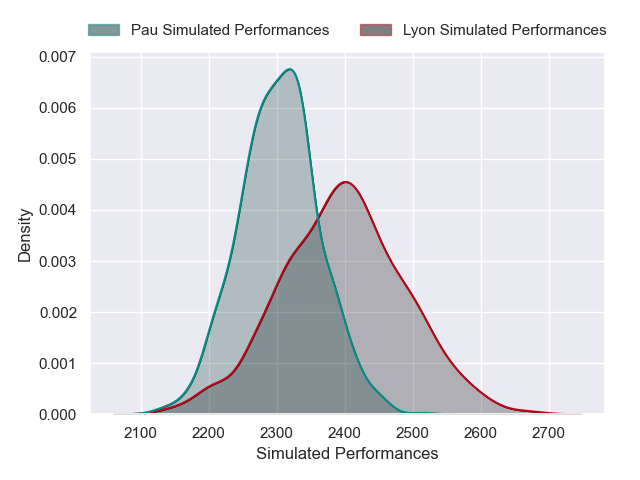 Pau Simulated Performances Lyon Simulated Performances
0.007
0.006
0.005
0.004
0.003
0.002
0.001
0.000
Density
2100 2200 2300 2400 2500 2600 2700
Simulated Performances